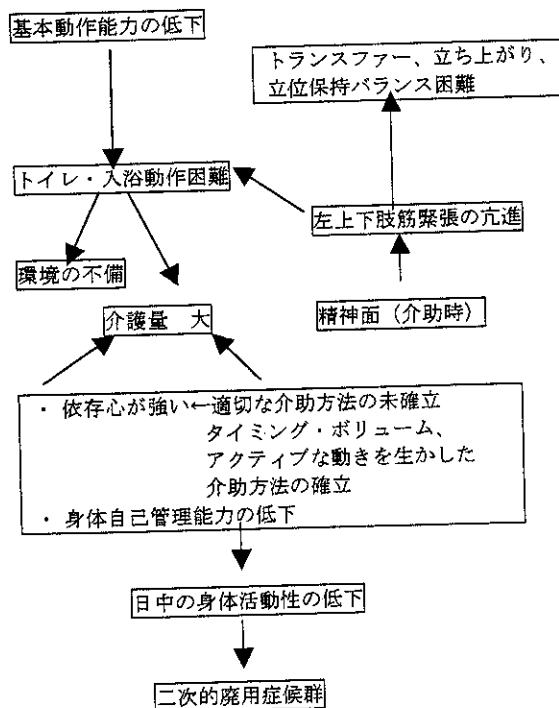 基本動作能力の低下
トランスファー、立ち上がり、
立位保持バランス困難
トイレ・入浴動作困難
左上下肢筋緊張の亢進
環境の不備
介護量　大
精神面（介助時）
・ 依存心が強い←適切な介助方法の未確立
タイミング・ボリューム、
アクティブな動きを生かした
介助方法の確立
・ 身体自己管理能力の低下
日中の身体活動性の低下
二次的廃用症候群